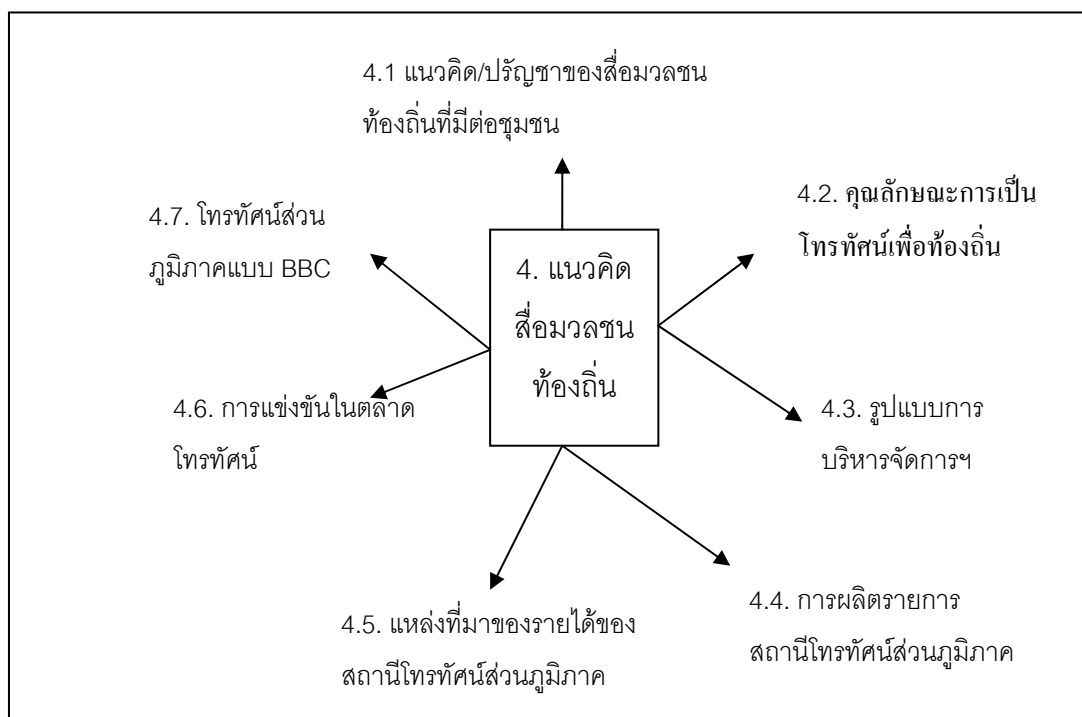 4.1 แนวคิด/ปรัญชาของสื่อมวลชน
ท้องถิ่นที่มีต่อชุมชน
4.2. คุณลักษณะการเป็น
โทรทัศน์เพื่อท้องถิ่น
4.7. โทรทัศน์ส่วน
ภูมิภาคแบบ BBC
4. แนวคิด
สื่อมวลชน
ท้องถิ่น
4.6. การแข่งขันในตลาด
โทรทัศน์
4.3. รูปแบบการ
บริหารจัดการฯ
4.5. แหล่งที่มาของรายได้ของ
สถานีโทรทัศน์ส่วนภูมิภาค
4.4. การผลิตรายการ
สถานีโทรทัศน์ส่วนภูมิภาค